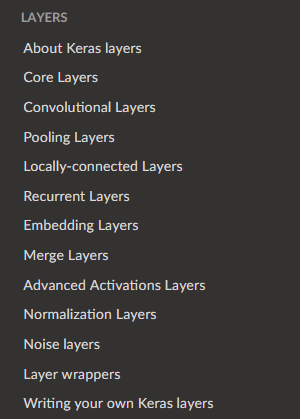 LAYERS
About Keras layers
Core Layers
Convolutional Layers
Pooling Layers
Locally-connected Layers
Recurrent Layers
Embedding Layers
Merge Layers
Advanced Activations Layers
Normalization Layers
Noise layers
Layer wrappers
Writing your own Keras layers